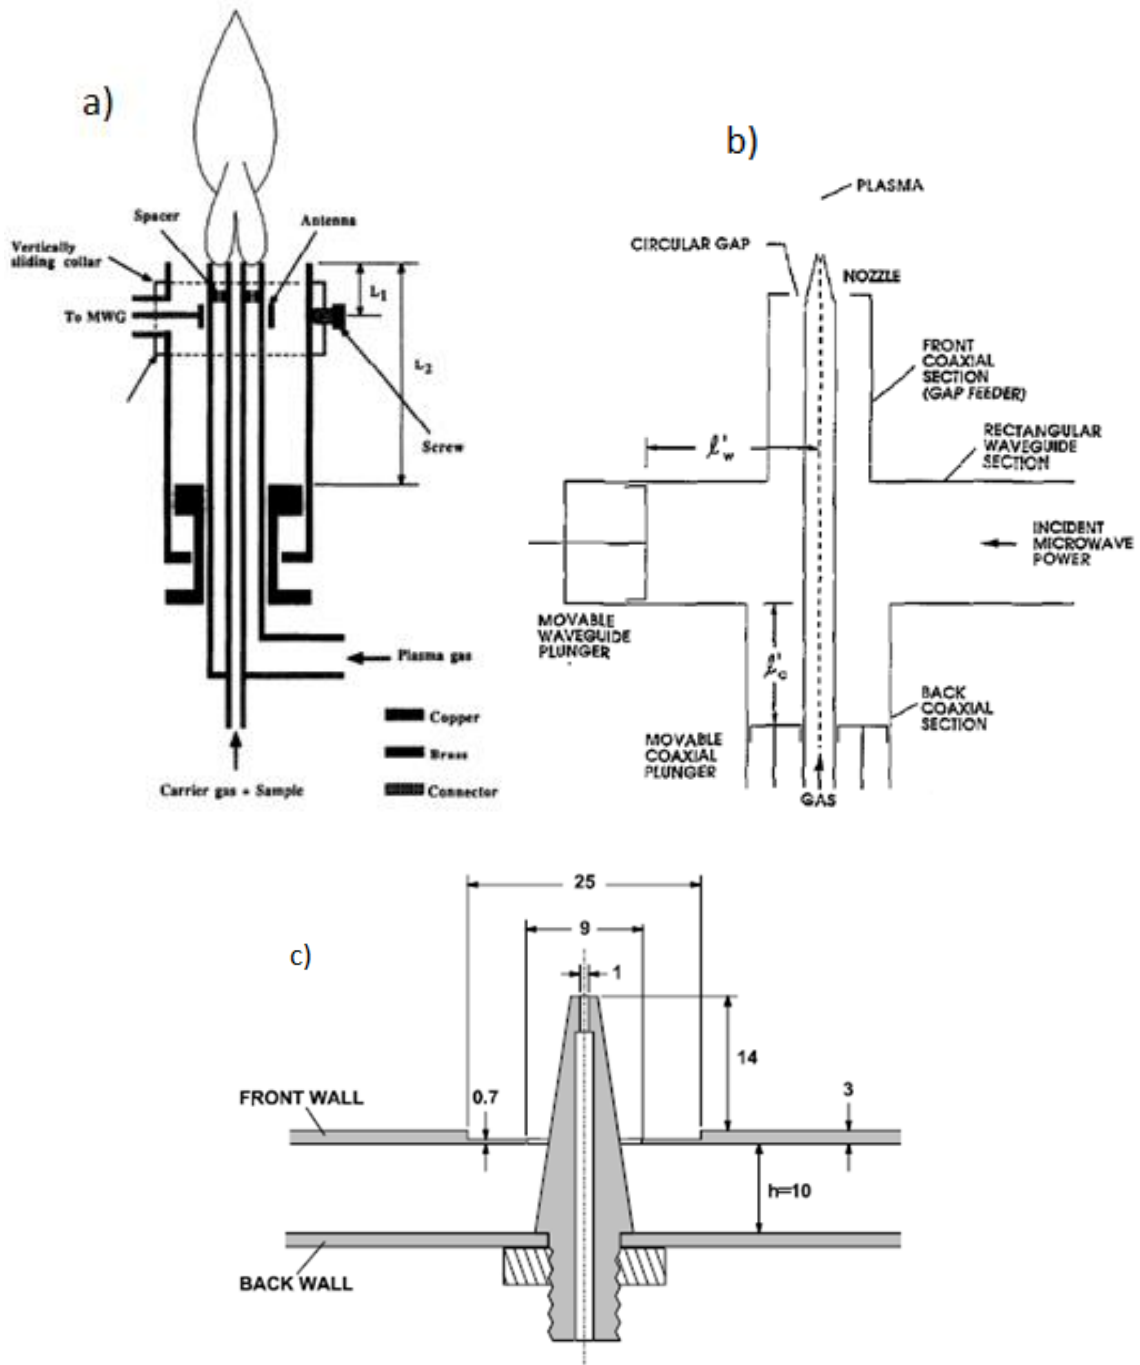 a)
Spacer
Antenna
Vertically
sliding collar
To MWG
L1
L2
Screw
Plasma gas
Copper
Brass
Connector
Carrier gas + Sample
b)
PLASMA
CIRCULAR GAP
NOZZLE
FRONT
COAXIAL
SECTION
(GAP FEEDER)
RECTANGULAR
WAVEGUIDE
SECTION
ℓ'w
INCIDENT
MICROWAVE
POWER
MOVABLE
WAVEGUIDE
PLUNGER
ℓ'c
BACK
COAXIAL
SECTION
MOVABLE
COAXIAL
PLUNGER
GAS
c)
25
9
1
14
0.7
3
FRONT WALL
h=10
BACK WALL